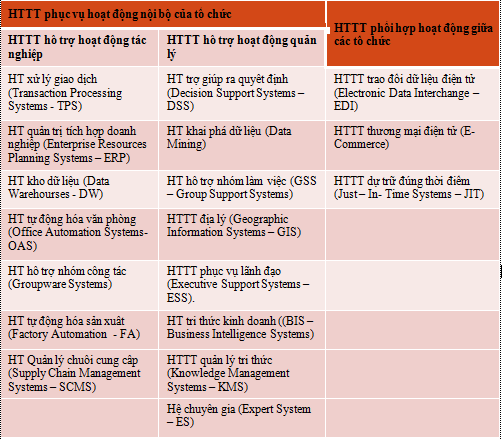 HTTT phục vụ hoạt động nội bộ của tổ chức
HTTT phối hợp hoạt động giữa
các tổ chức
HTTT hỗ trợ hoạt động tác
nghiệp
HTTT hỗ trợ hoạt động quản
lý
HT xử lý giao dịch
(Transaction Processing
Systems - TPS)
HT trợ giúp ra quyết định
(Decision Support Systems –
DSS)
HTTT trao đổi dữ liệu điện tử
(Electronic Data Interchange –
EDI)
HT quản trị tích hợp doanh
nghiệp (Enterprise Resources
Planning Systems – ERP)
HT khai phá dữ liệu (Data
Mining)
HTTT thương mại điện tử (E-
Commerce)
HT kho dữ liệu (Data
Warehourses - DW)
HT hỗ trợ nhóm làm việc (GSS
– Group Support Systems)
HTTT dự trữ đúng thời điểm
(Just – In- Time Systems – JIT)
HT tự động hóa văn phòng
(Office Automation Systems-
OAS)
HTTT địa lý (Geographic
Information Systems – GIS)
HT hỗ trợ nhóm công tác
(Groupware Systems)
HTTT phục vụ lãnh đạo
(Executive Support Systems –
ESS).
HT tự động hóa sản xuất
(Factory Automation - FA)
HT tri thức kinh doanh ((BIS –
Business Intelligence Systems)
HT Quản lý chuỗi cung cấp
(Supply Chain Management
Systems – SCMS)
HTTT quản lý tri thức
(Knowledge Management
Systems – KMS)
Hệ chuyên gia (Expert System
– ES)